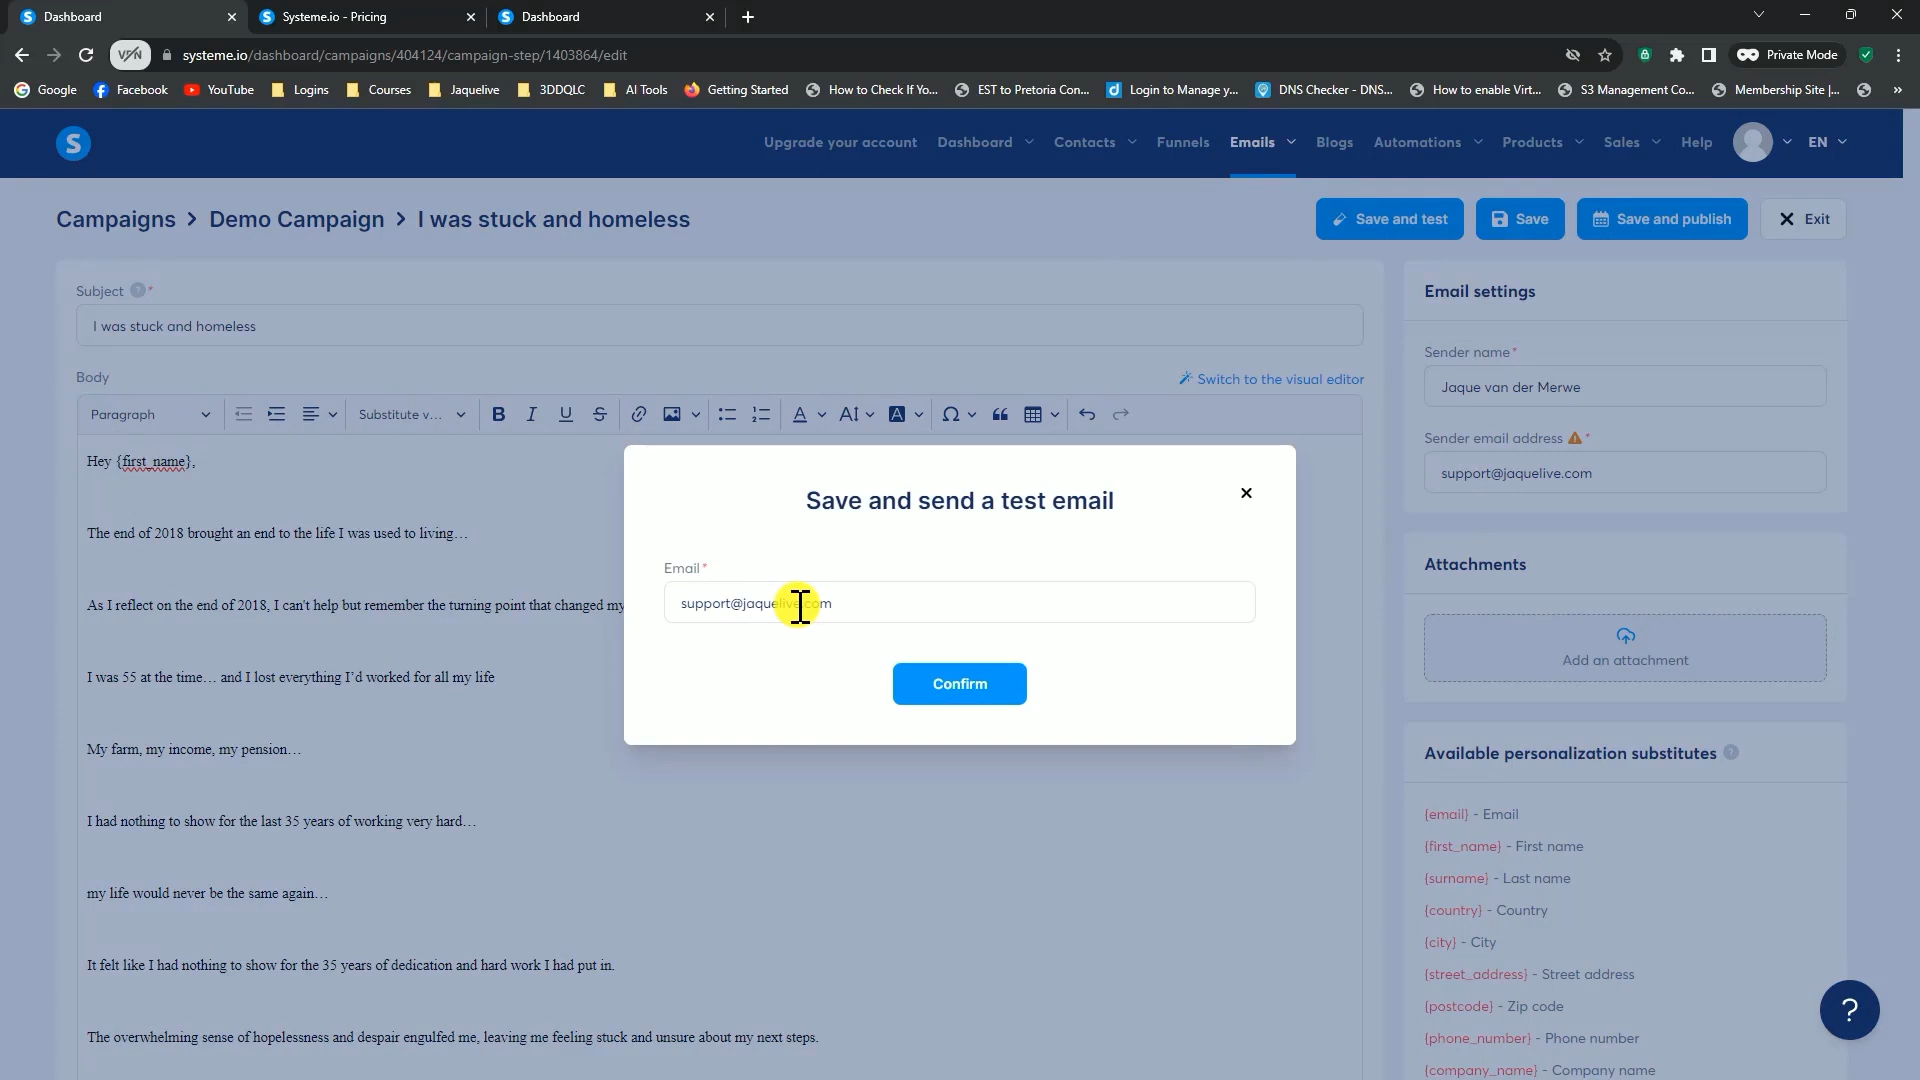 Dashboard
Systeme.io - Pricing
Dashboard
VPN
systeme.io/dashboard/campaigns/404124/campaign-step/1403864/edit
Private Mode
Google
Facebook
YouTube
Logins
Courses
Jaquelive
3DDQLC
AI Tools
Getting Started
How to Check If Yo...
EST to Pretoria Con...
Login to Manage y...
DNS Checker - DNS...
How to enable Virt...
S3 Management Co...
Membership Site |...
»
S
Upgrade your account
Dashboard
Contacts
Funnels
Emails
Blogs
Automations
Products
Sales
Help
EN
Campaigns > Demo Campaign > I was stuck and homeless
Save and test
Save
Save and publish
Exit
Subject ? *
I was stuck and homeless
Body
Switch to the visual editor
Paragraph
Substitute v...
Hey {first_name},
The end of 2018 brought an end to the life I was used to living…
As I reflect on the end of 2018, I can't help but remember the turning point that changed my
I was 55 at the time… and I lost everything I’d worked for all my life
My farm, my income, my pension…
I had nothing to show for the last 35 years of working very hard…
my life would never be the same again…
It felt like I had nothing to show for the 35 years of dedication and hard work I had put in.
The overwhelming sense of hopelessness and despair engulfed me, leaving me feeling stuck and unsure about my next steps.
Save and send a test email
Email *
support@jaquelive.com
Confirm
Email settings
Sender name *
Jaque van der Merwe
Sender email address *
support@jaquelive.com
Attachments
Add an attachment
Available personalization substitutes ?
{email} - Email
{first_name} - First name
{surname} - Last name
{country} - Country
{city} - City
{street_address} - Street address
{postcode} - Zip code
{phone_number} - Phone number
{company_name} - Company name
?